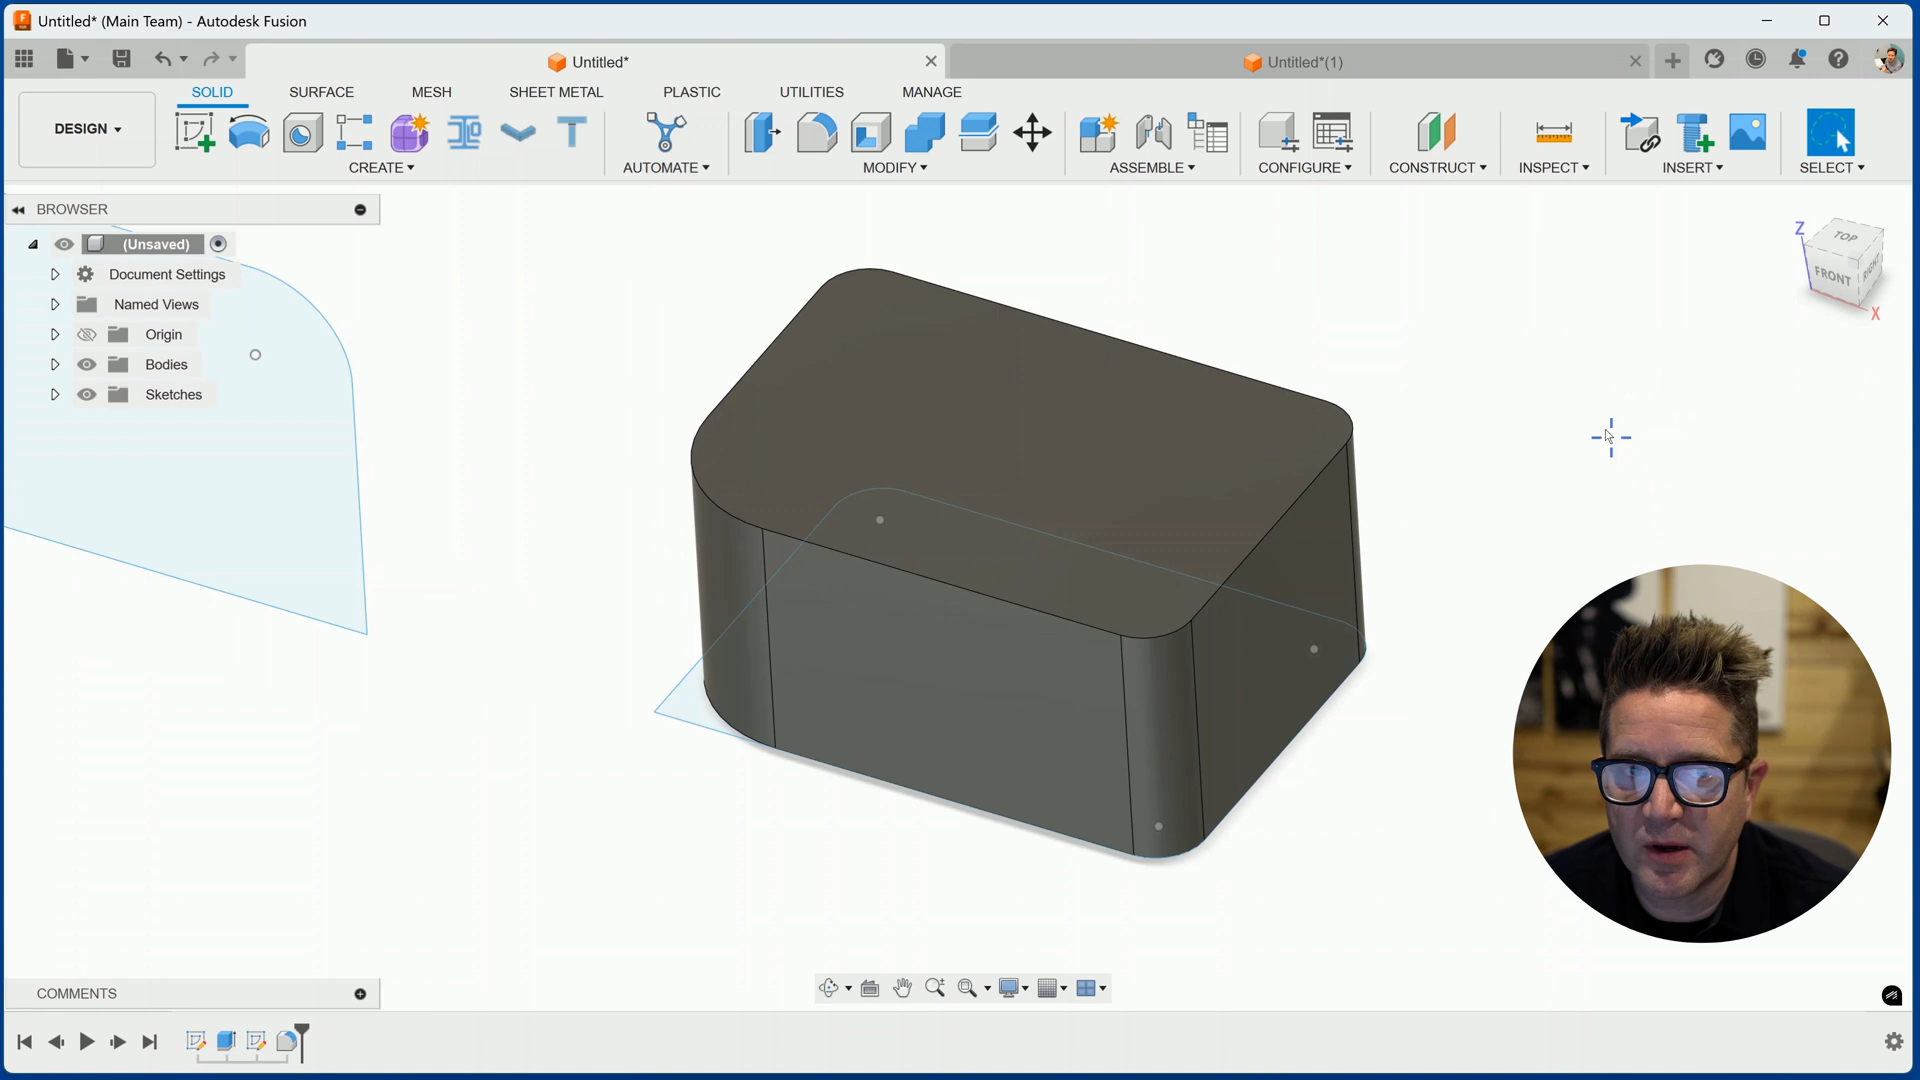 Untitled* (Main Team) - Autodesk Fusion
Untitled*
Untitled*(1)
SOLID
SURFACE
MESH
SHEET METAL
PLASTIC
UTILITIES
MANAGE
DESIGN
CREATE
AUTOMATE
MODIFY
ASSEMBLE
CONFIGURE
CONSTRUCT
INSPECT
INSERT
SELECT
BROWSER
(Unsaved)
Document Settings
Named Views
Origin
Bodies
Sketches
Z
TOP
FRONT
RIGHT
X
COMMENTS